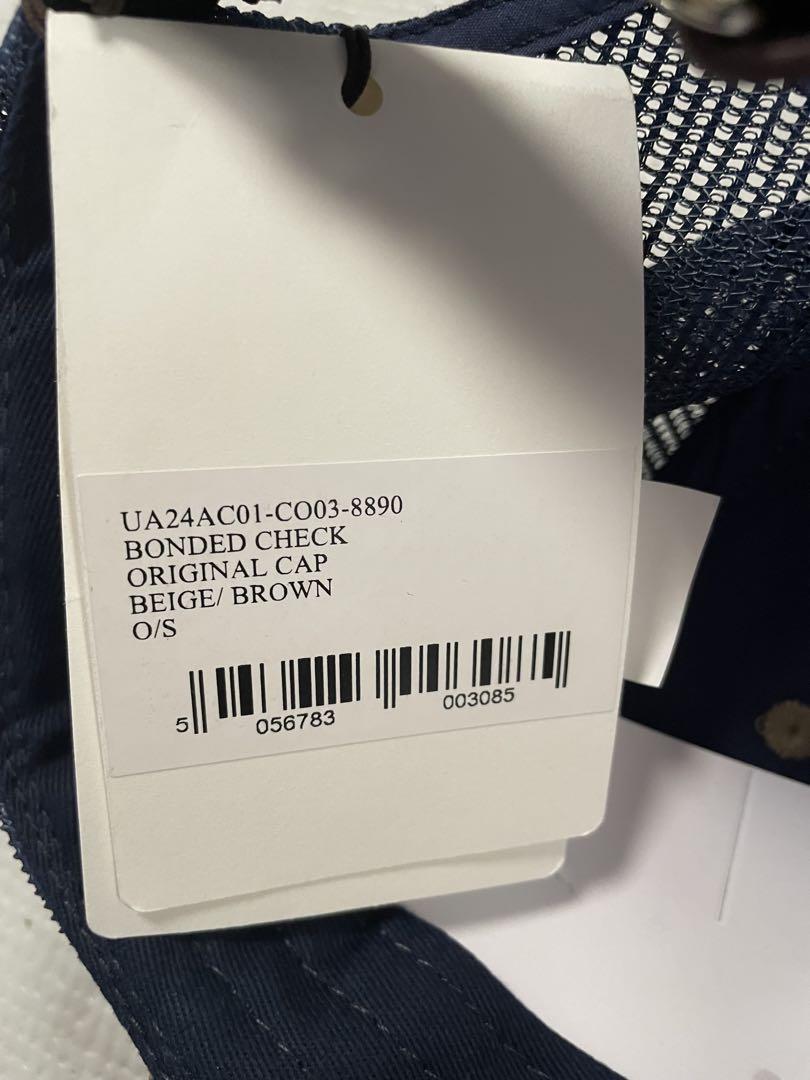 UA24AC01-CO03-8890
BONDED CHECK
ORIGINAL CAP
BEIGE/ BROWN
O/S
5 056783 003085